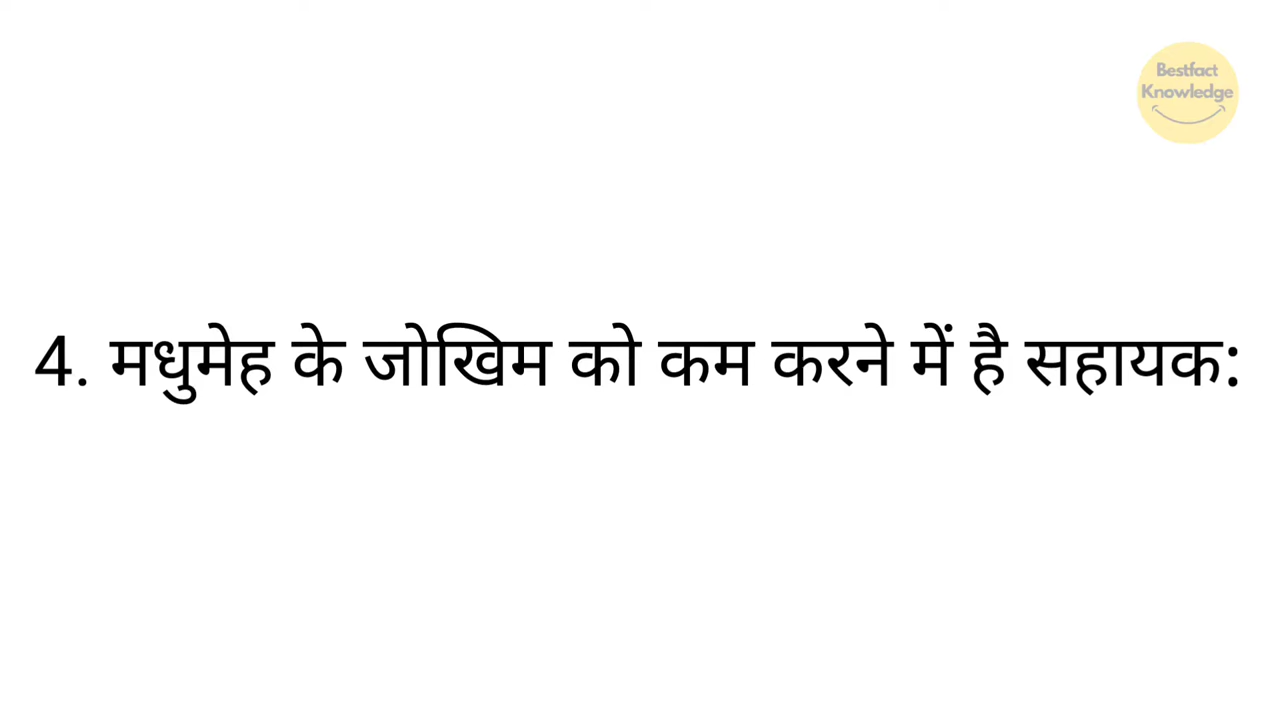 Bestfact
Knowledge
4. मधुमेह के जोखिम को कम करने में है सहायक: